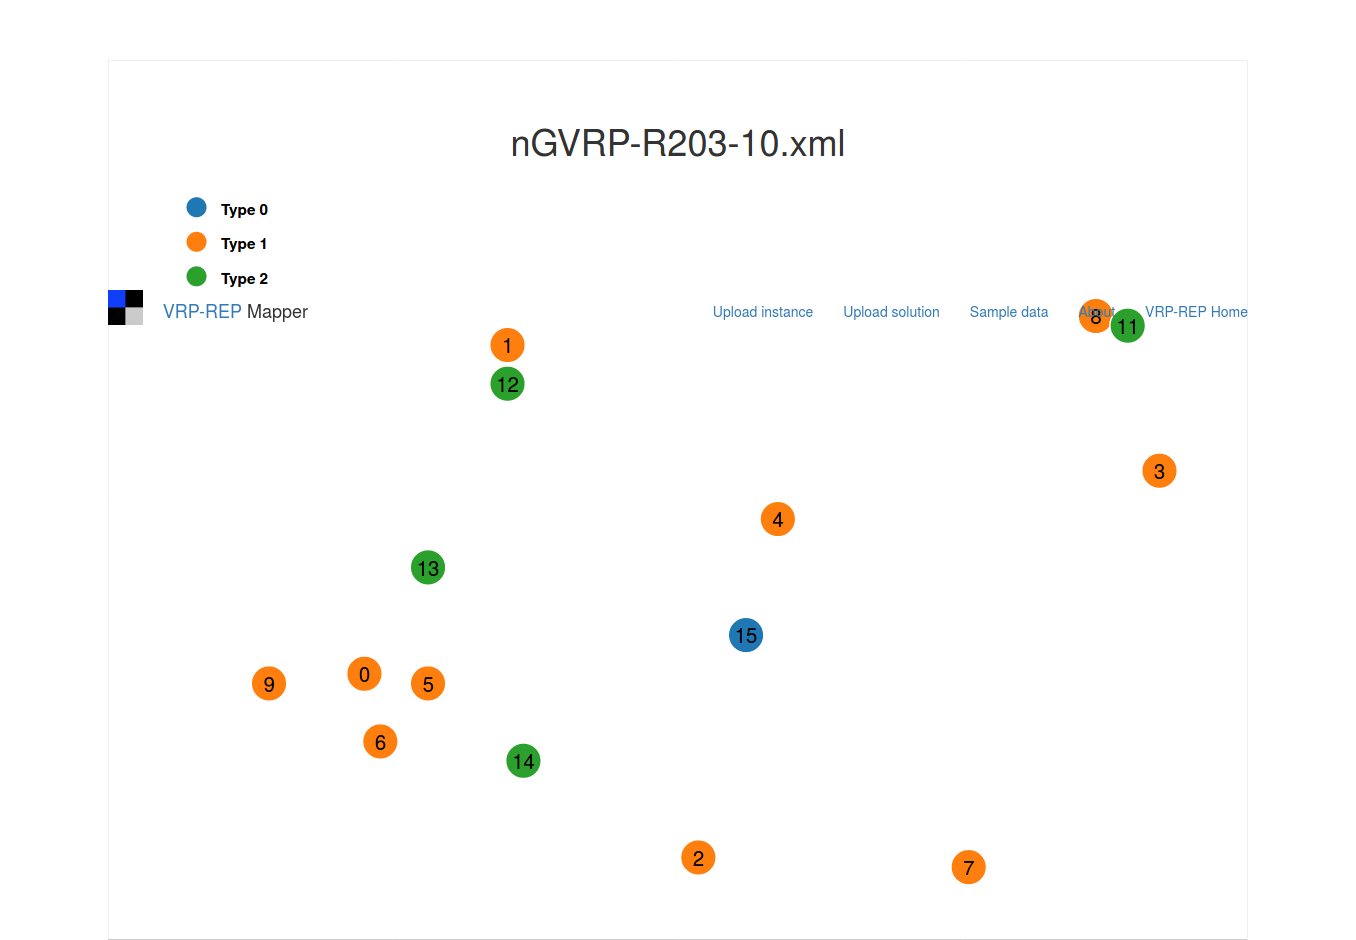 nGVRP-R203-10.xml
Type 0
Type 1
Type 2
VRP-REP Mapper
Upload instance Upload solution Sample data About VRP-REP Home
8
11
1
12
3
4
13
15
0
9
5
6
14
2
7